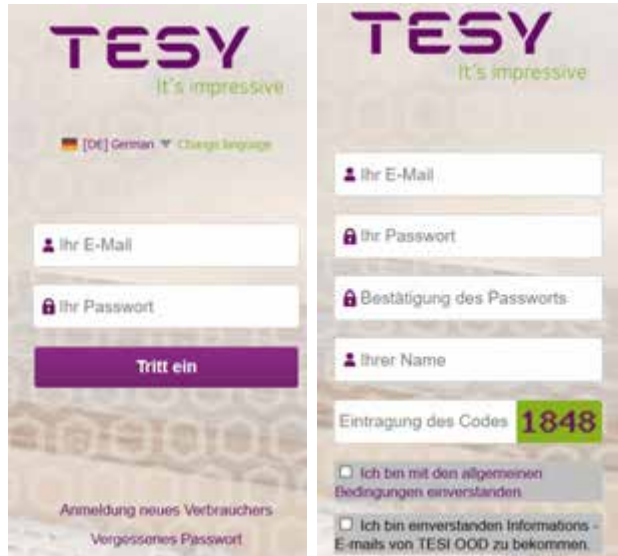 TESY
It's impressive
[DE] German Change language
Ihr E-Mail
Ihr Passwort
Tritt ein
Anmeldung neues Verbrauchers
Vergessenes Passwort
TESY
It's impressive
Ihr E-Mail
Ihr Passwort
Bestätigung des Passworts
Ihrer Name
Eintragung des Codes 1848
Ich bin mit den allgemeinen
Bedingungen einverstanden
Ich bin einverstanden Informations -
E-mails von TESI OOD zu bekommen.